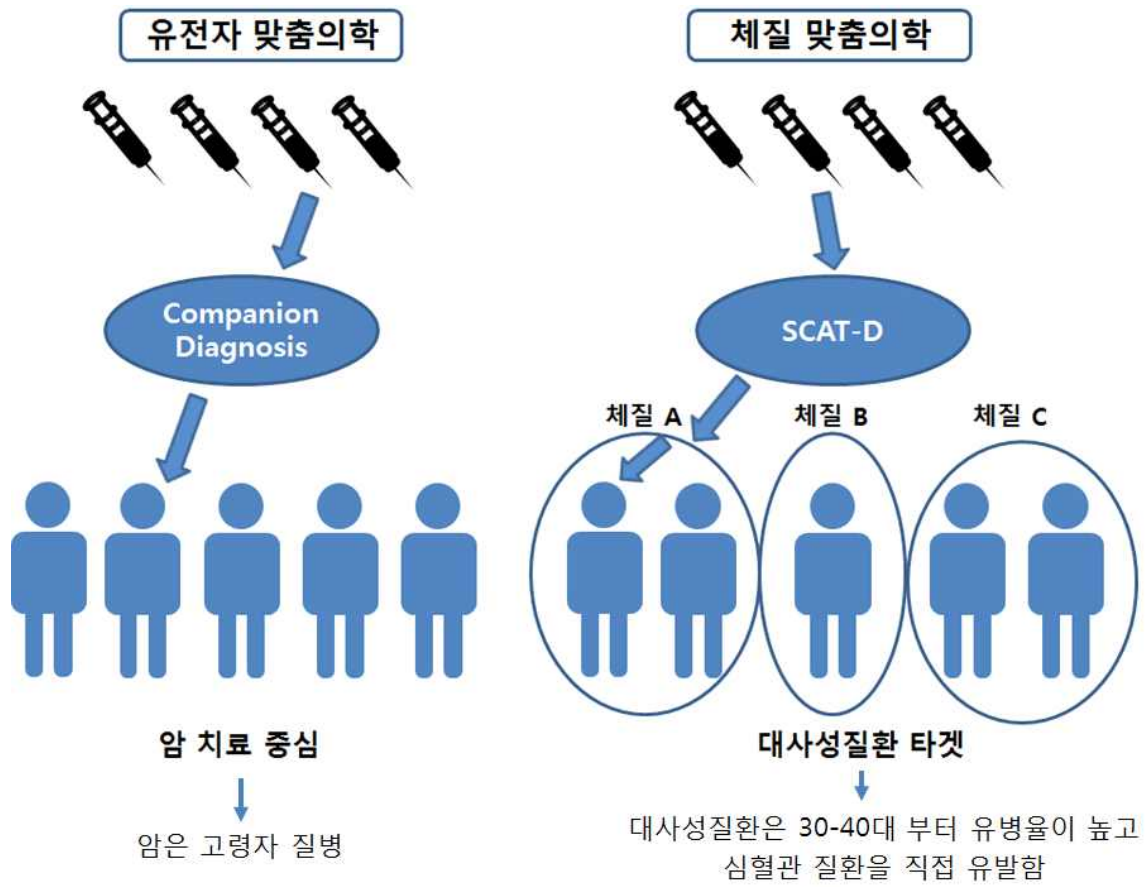 유전자 맞춤의학
Companion
Diagnosis
암 치료 중심
암은 고령자 질병
체질 맞춤의학
SCAT-D
체질 A
체질 B
체질 C
대사성질환 타겟
대사성질환은 30-40대 부터 유병율이 높고
심혈관 질환을 직접 유발함